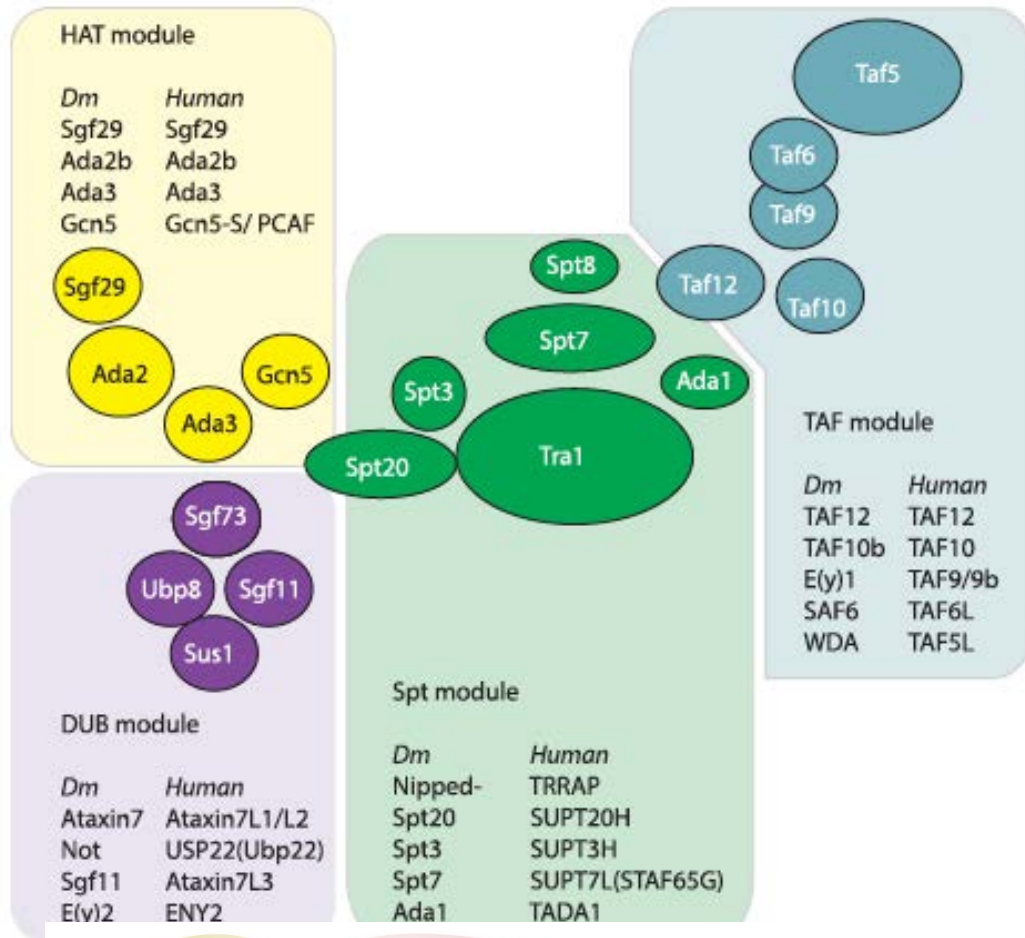 HAT module
Dm Human
Sgf29 Sgf29
Ada2b Ada2b
Ada3 Ada3
Gcn5 Gcn5-S/ PCAF
Sgf29
Ada2
Gcn5
Ada3
Taf5
Taf6
Taf9
Taf12
Taf10
Spt8
Spt7
Spt3
Ada1
Spt20
Tra1
TAF module
Dm Human
TAF12 TAF12
TAF10b TAF10
E(y)1 TAF9/9b
SAF6 TAF6L
WDA TAF5L
Sgf73
Ubp8
Sgf11
Sus1
DUB module
Dm Human
Ataxin7 Ataxin7L1/L2
Not USP22(Ubp22)
Sgf11 Ataxin7L3
E(y)2 ENY2
Spt module
Dm Human
Nipped- TRRAP
Spt20 SUPT20H
Spt3 SUPT3H
Spt7 SUPT7L(STAF65G)
Ada1 TADA1